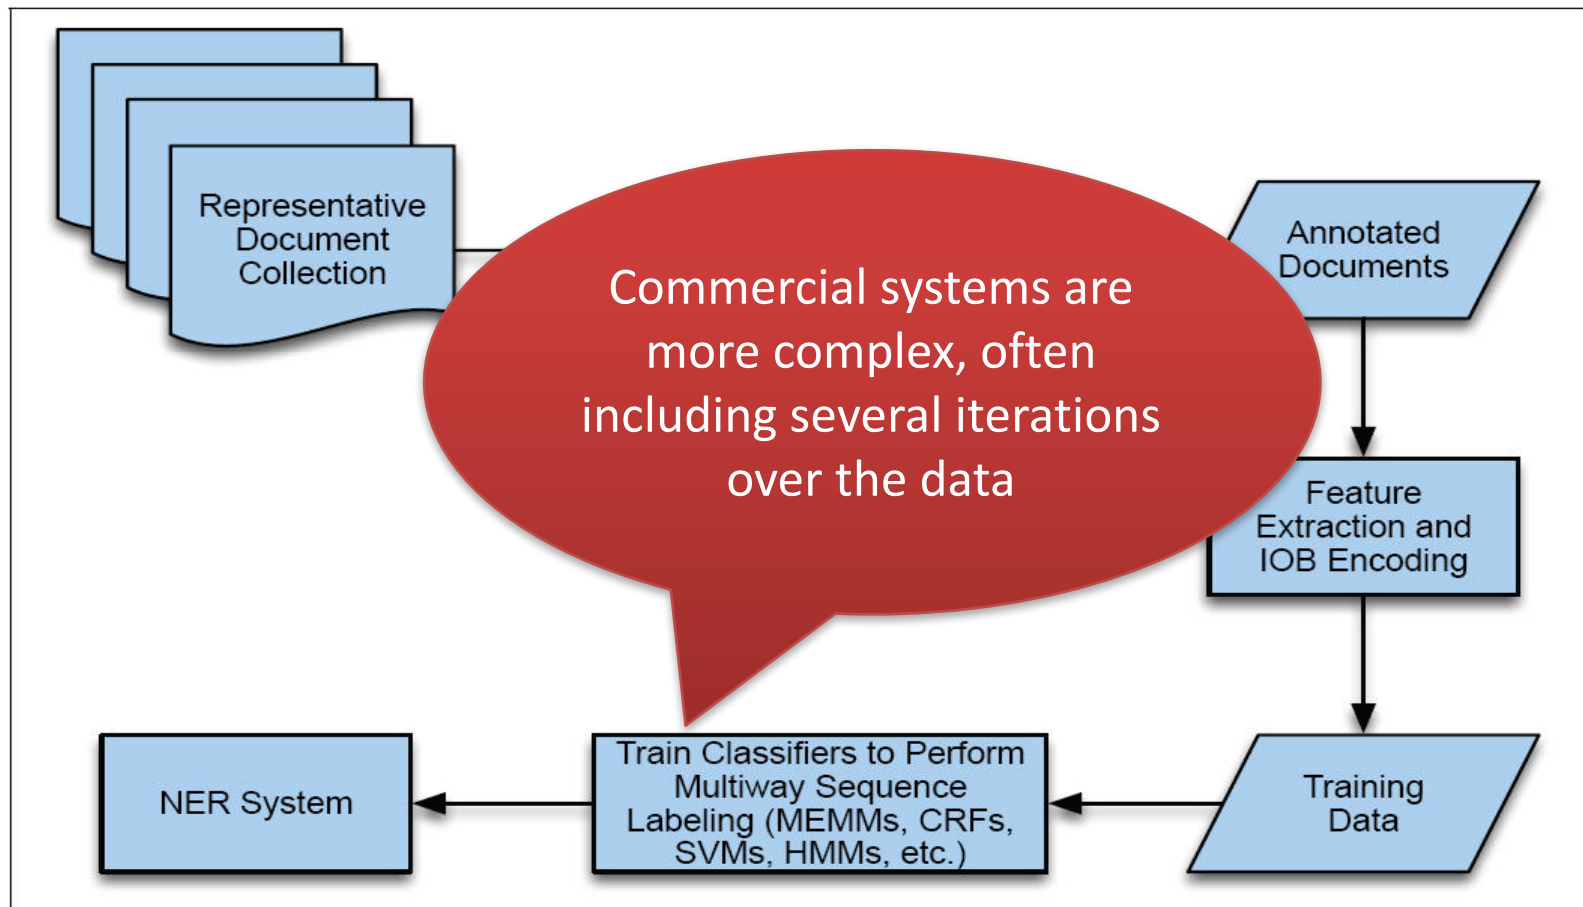 Representative
Document
Collection
Commercial systems are
more complex, often
including several iterations
over the data
Annotated
Documents
Feature
Extraction and
IOB Encoding
Training
Data
Train Classifiers to Perform
Multiway Sequence
Labeling (MEMMs, CRFs,
SVMs, HMMs, etc.)
NER System